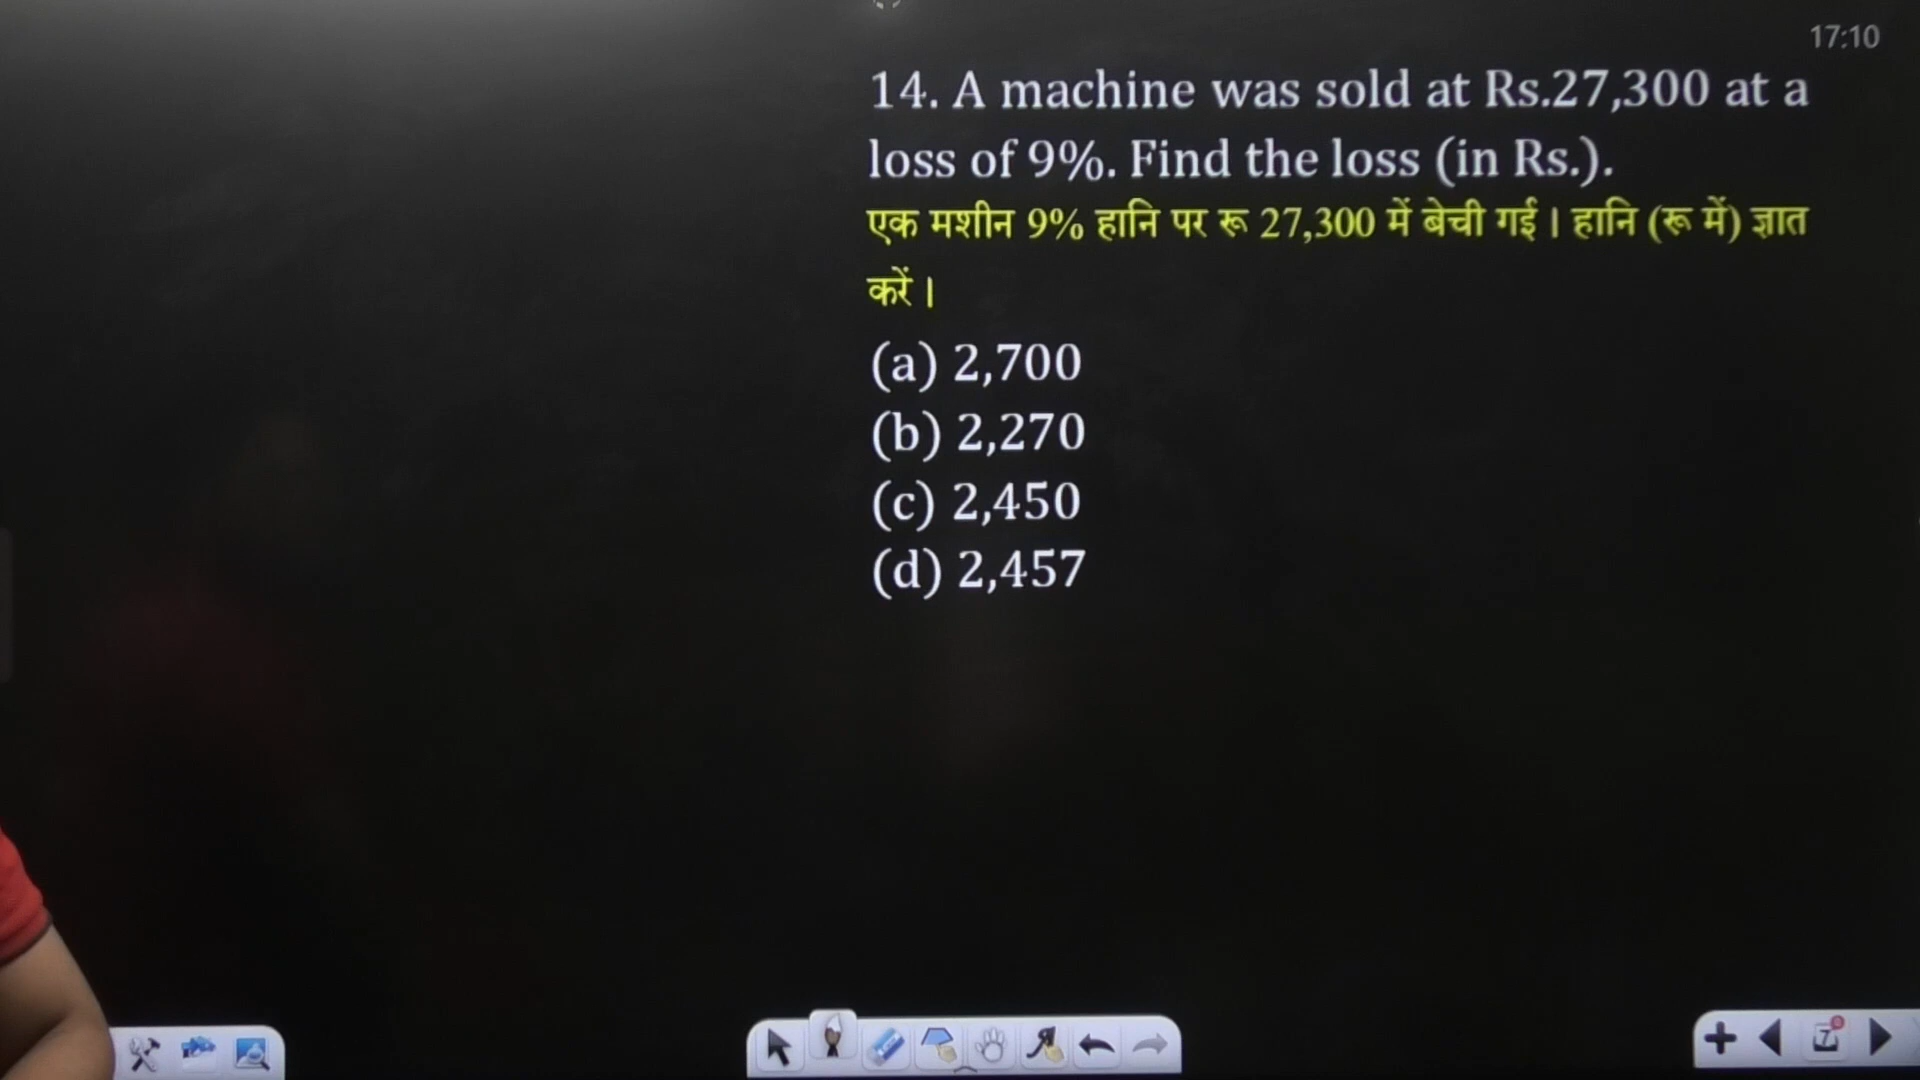 17:10
14. A machine was sold at Rs.27,300 at a
loss of 9%. Find the loss (in Rs.).
एक मशीन 9% हानि पर रू 27,300 में बेची गई । हानि (रू में) ज्ञात
करें ।
(a) 2,700
(b) 2,270
(c) 2,450
(d) 2,457
7